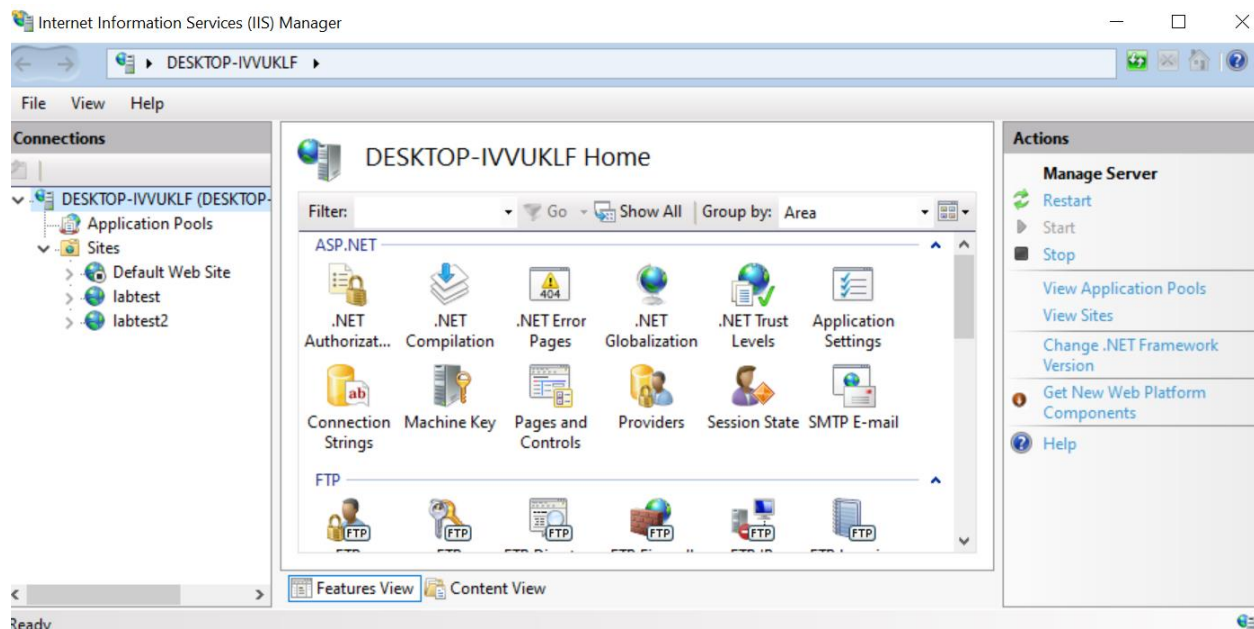 Internet Information Services (IIS) Manager
DESKTOP-IVVUKLF
File View Help
Connections
DESKTOP-IVVUKLF (DESKTOP-
Application Pools
Sites
Default Web Site
labtest
labtest2
DESKTOP-IVVUKLF Home
Filter: Go Show All Group by: Area
ASP.NET
404
.NET .NET .NET Error .NET .NET Trust Application
Authorizat... Compilation Pages Globalization Levels Settings
ab
Connection Machine Key Pages and Providers Session State SMTP E-mail
Strings Controls
FTP
FTP FTP FTP FTP FTP FTP
Features View Content View
Actions
Manage Server
Restart
Start
Stop
View Application Pools
View Sites
Change .NET Framework
Version
Get New Web Platform
Components
Help
Ready